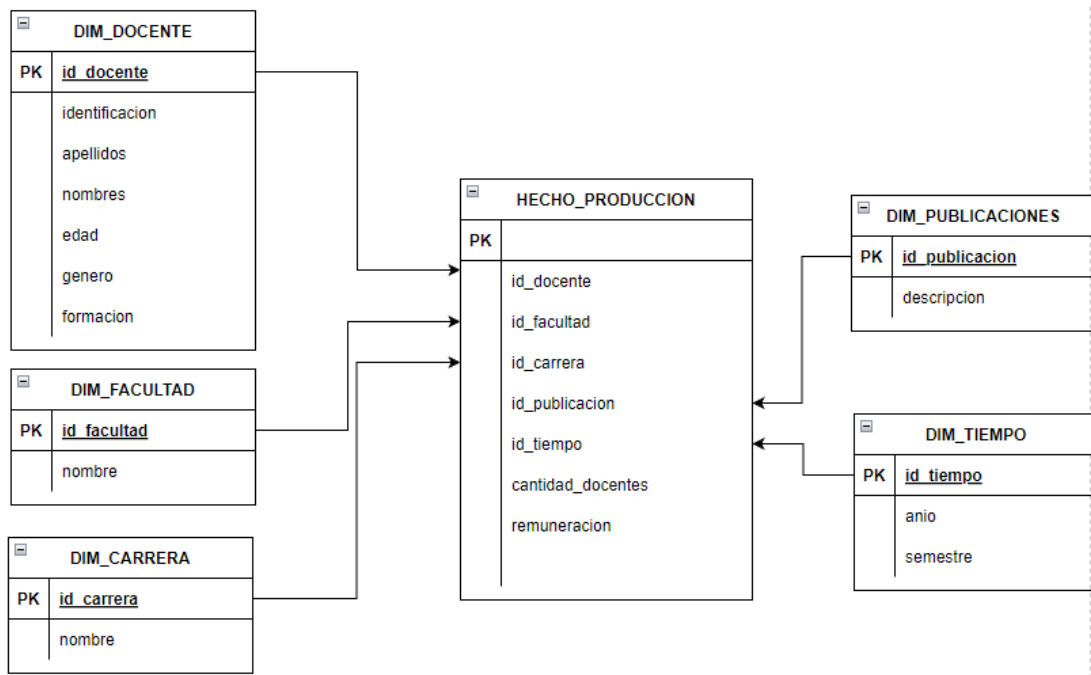 DIM_DOCENTE
PK id_docente
identificacion
apellidos
nombres
edad
genero
formacion
DIM_FACULTAD
PK id_facultad
nombre
DIM_CARRERA
PK id_carrera
nombre
HECHO_PRODUCCION
PK
id_docente
id_facultad
id_carrera
id_publicacion
id_tiempo
cantidad_docentes
remuneracion
DIM_PUBLICACIONES
PK id_publicacion
descripcion
DIM_TIEMPO
PK id_tiempo
anio
semestre